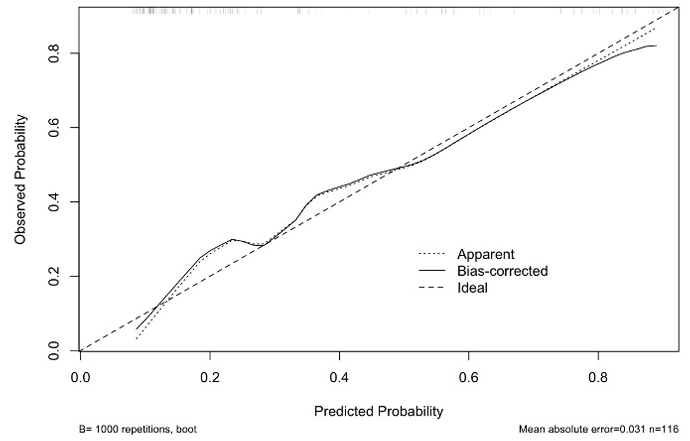 0.8
0.6
0.4
0.2
0.0
Observed Probability
Apparent
Bias-corrected
Ideal
0.0 0.2 0.4 0.6 0.8
Predicted Probability
B= 1000 repetitions, boot
Mean absolute error=0.031 n=116